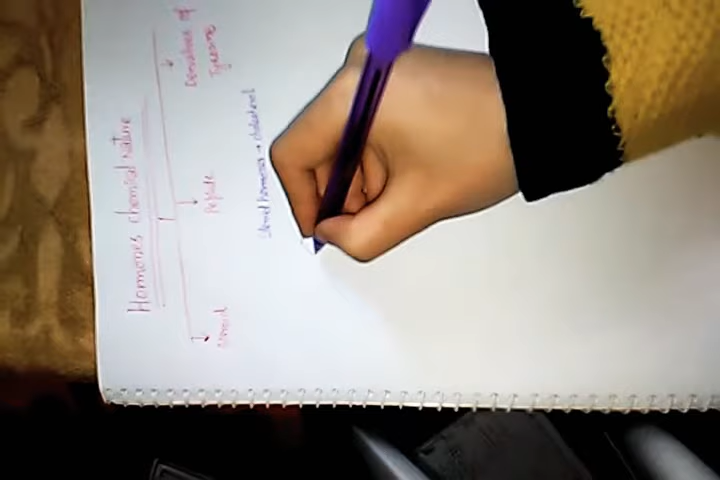 Hormones chemical nature
Steroid Peptide Derivatives of
Tyrosine
Steroid hormones → cholesterol